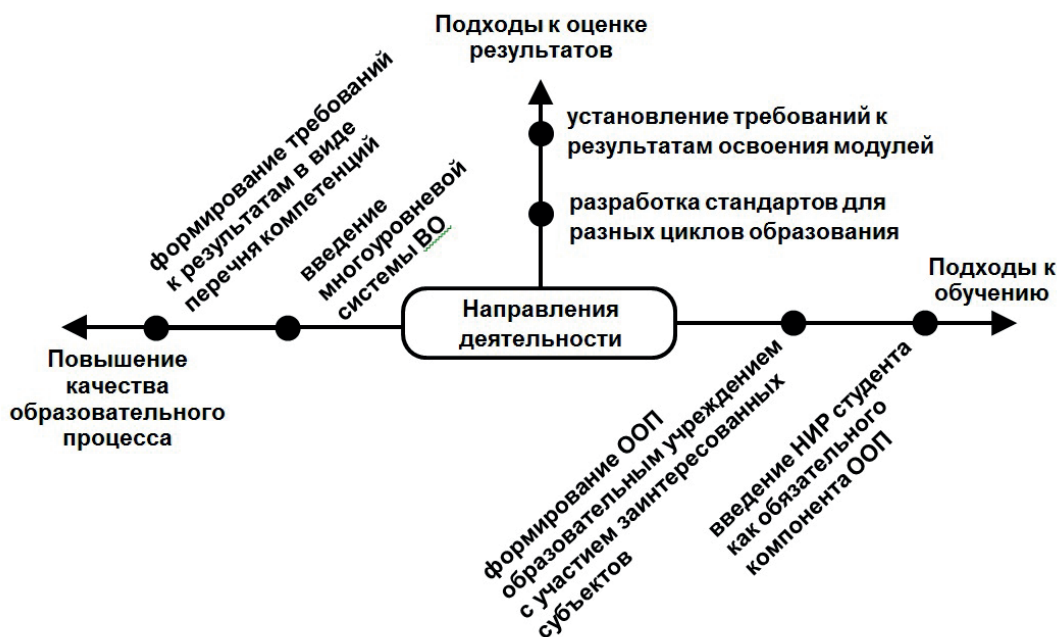 Подходы к оценке
результатов
установление требований к
результатам освоения модулей
разработка стандартов для
разных циклов образования
формирование требований
к результатам в виде
перечня компетенций
введение
многоуровневой
системы ВО
Направления
деятельности
Подходы к
обучению
Повышение
качества
образовательного
процесса
формирование ООП
образовательным учреждением
с участием заинтересованных
субъектов
введение НИР студента
как обязательного
компонента ООП